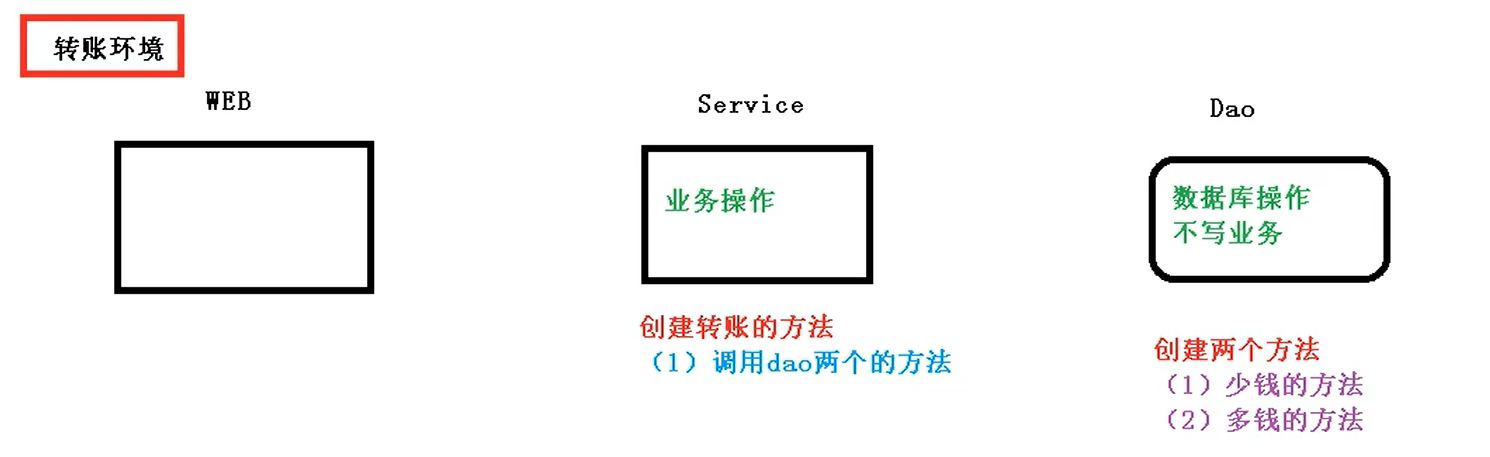 转账环境
WEB
Service
Dao
业务操作
数据库操作
不写业务
创建转账的方法
（1）调用dao两个的方法
创建两个方法
（1）少钱的方法
（2）多钱的方法